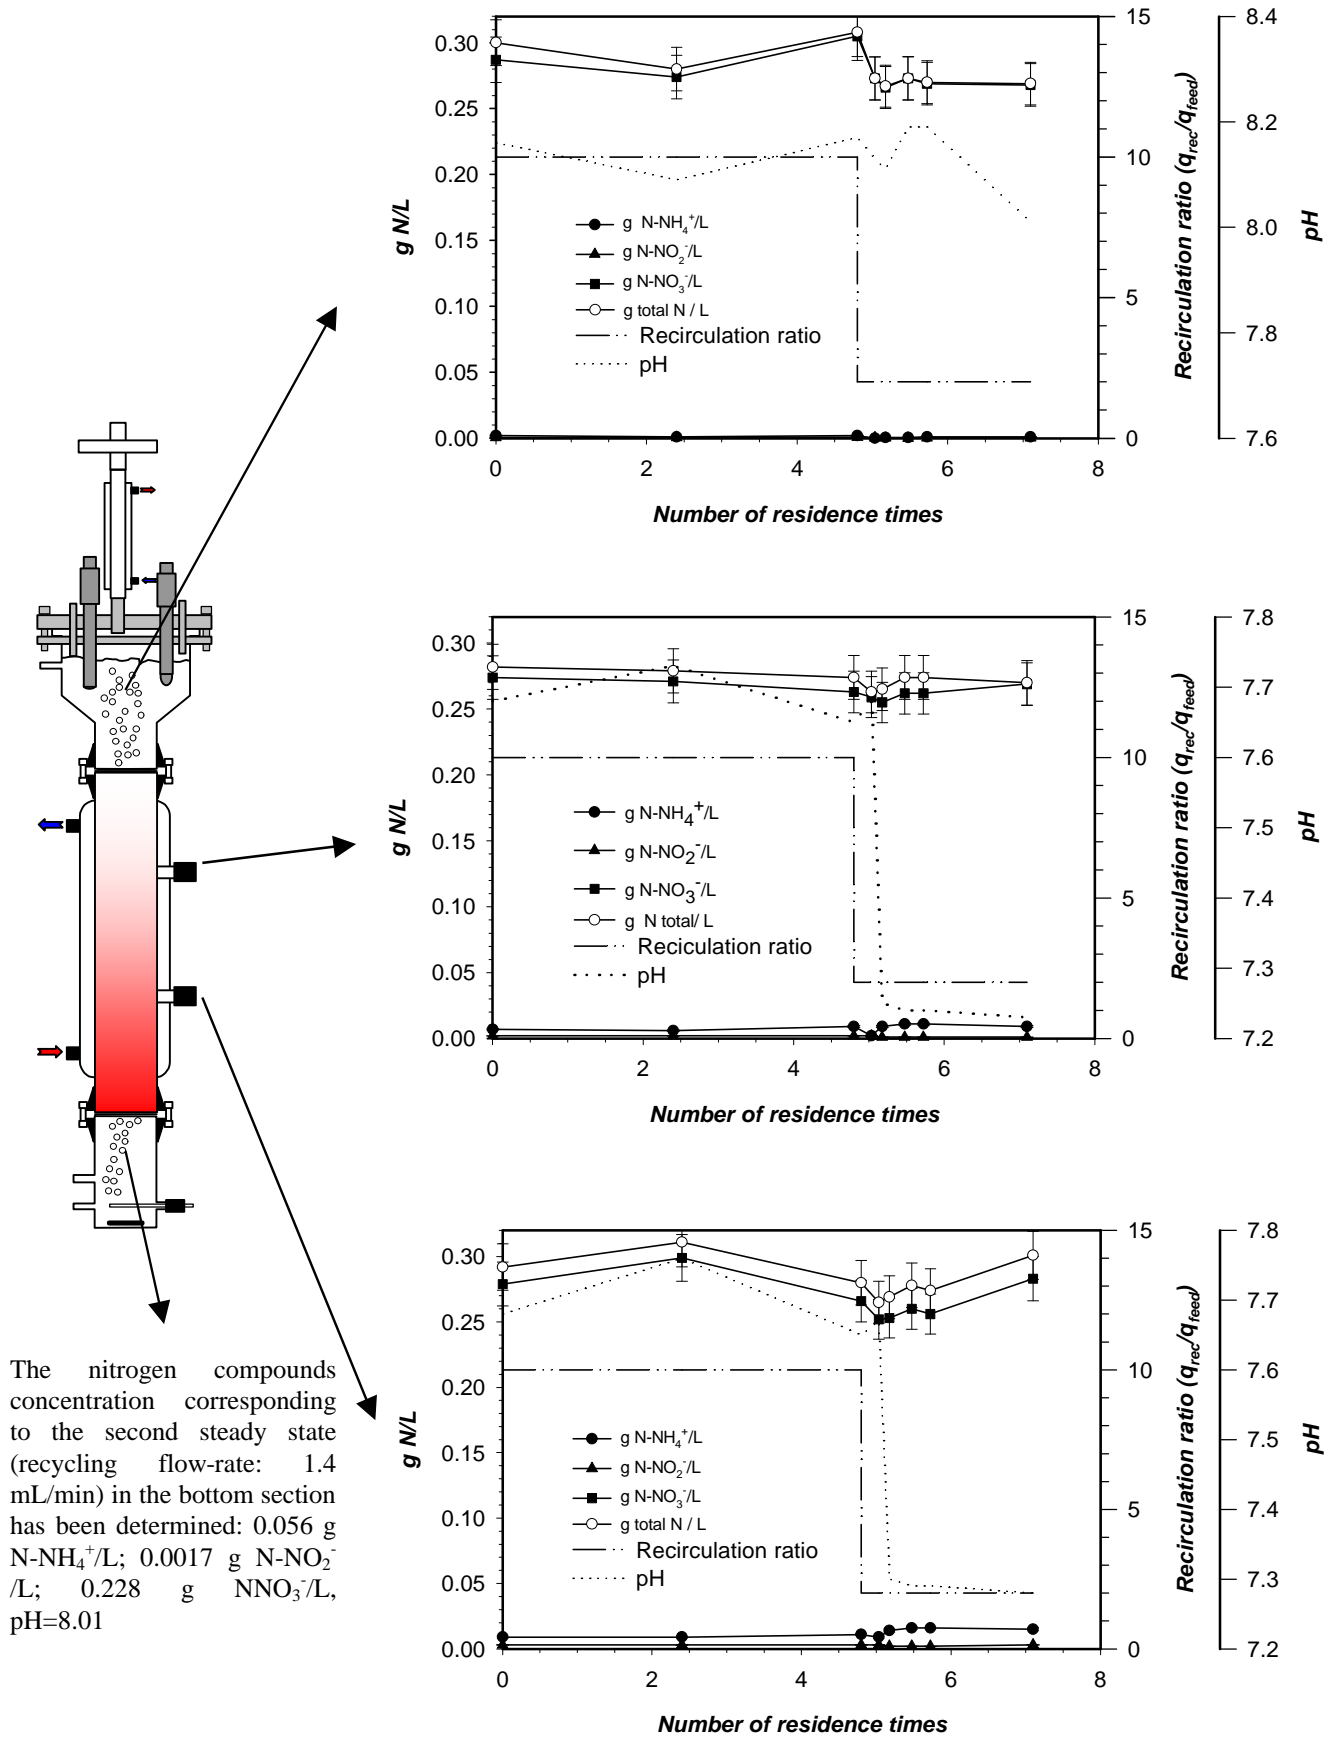 0.30
0.25
0.20
0.15
0.10
0.05
0.00
g N/L
0 2 4 6 8
Number of residence times
15
10
5
0
Recirculation ratio (q_rec/q_feed)
8.4
8.2
8.0
7.8
7.6
pH
g N-NH₄⁺/L
g N-NO₂⁻/L
g N-NO₃⁻/L
g total N / L
Recirculation ratio
pH
0.30
0.25
0.20
0.15
0.10
0.05
0.00
g N/L
0 2 4 6 8
Number of residence times
15
10
5
0
Recirculation ratio (q_rec/q_feed)
7.8
7.7
7.6
7.5
7.4
7.3
7.2
pH
g N-NH₄⁺/L
g N-NO₂⁻/L
g N-NO₃⁻/L
g N total/ L
Reciculation ratio
pH
0.30
0.25
0.20
0.15
0.10
0.05
0.00
g N/L
0 2 4 6 8
Number of residence times
15
10
5
0
Recirculation ratio (q_rec/q_feed)
7.8
7.7
7.6
7.5
7.4
7.3
7.2
pH
g N-NH₄⁺/L
g N-NO₂⁻/L
g N-NO₃⁻/L
g total N / L
Recirculation ratio
pH
The nitrogen compounds
concentration corresponding
to the second steady state
(recycling flow-rate: 1.4
mL/min) in the bottom section
has been determined: 0.056 g
N-NH₄⁺/L; 0.0017 g N-NO₂⁻
/L; 0.228 g NNO₃⁻/L,
pH=8.01